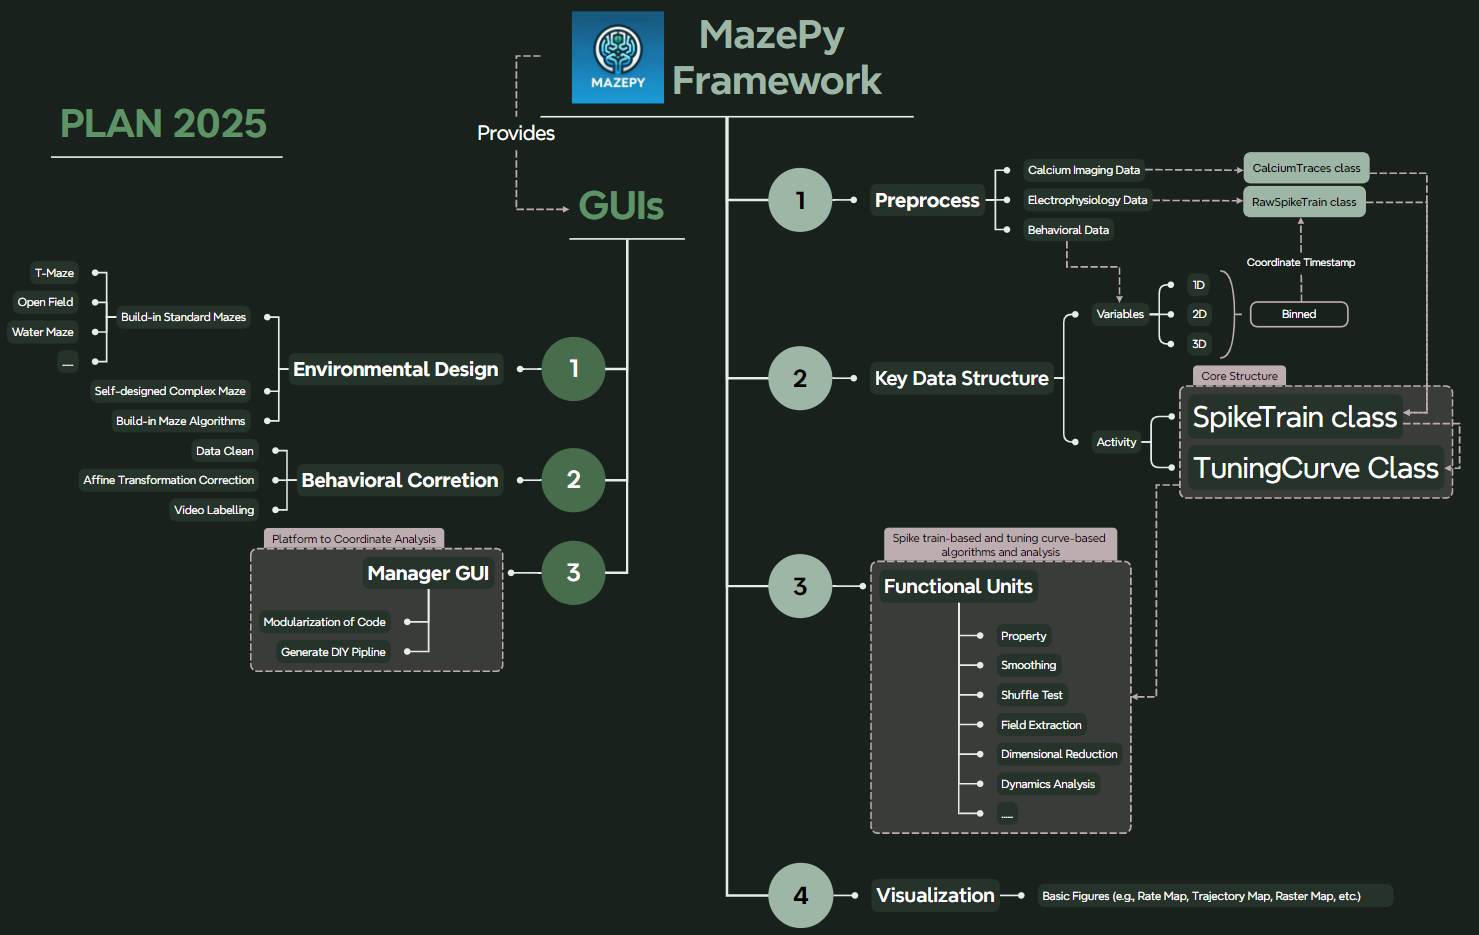 MAZEPY
MazePy
Framework
PLAN 2025
Provides
GUIs
1
Environmental Design
Build-in Standard Mazes
T-Maze
Open Field
Water Maze
...
Self-designed Complex Maze
Build-in Maze Algorithms
2
Behavioral Corretion
Data Clean
Affine Transformation Correction
Video Labelling
3
Platform to Coordinate Analysis
Manager GUI
Modularization of Code
Generate DIY Pipline
1
Preprocess
Calcium Imaging Data
Electrophysiology Data
Behavioral Data
CalciumTraces class
RawSpikeTrain class
Coordinate Timestamp
Binned
2
Key Data Structure
Variables
1D
2D
3D
Activity
Core Structure
SpikeTrain class
TuningCurve Class
3
Spike train-based and tuning curve-based
algorithms and analysis
Functional Units
Property
Smoothing
Shuffle Test
Field Extraction
Dimensional Reduction
Dynamics Analysis
.....
4
Visualization
Basic Figures (e.g., Rate Map, Trajectory Map, Raster Map, etc.)